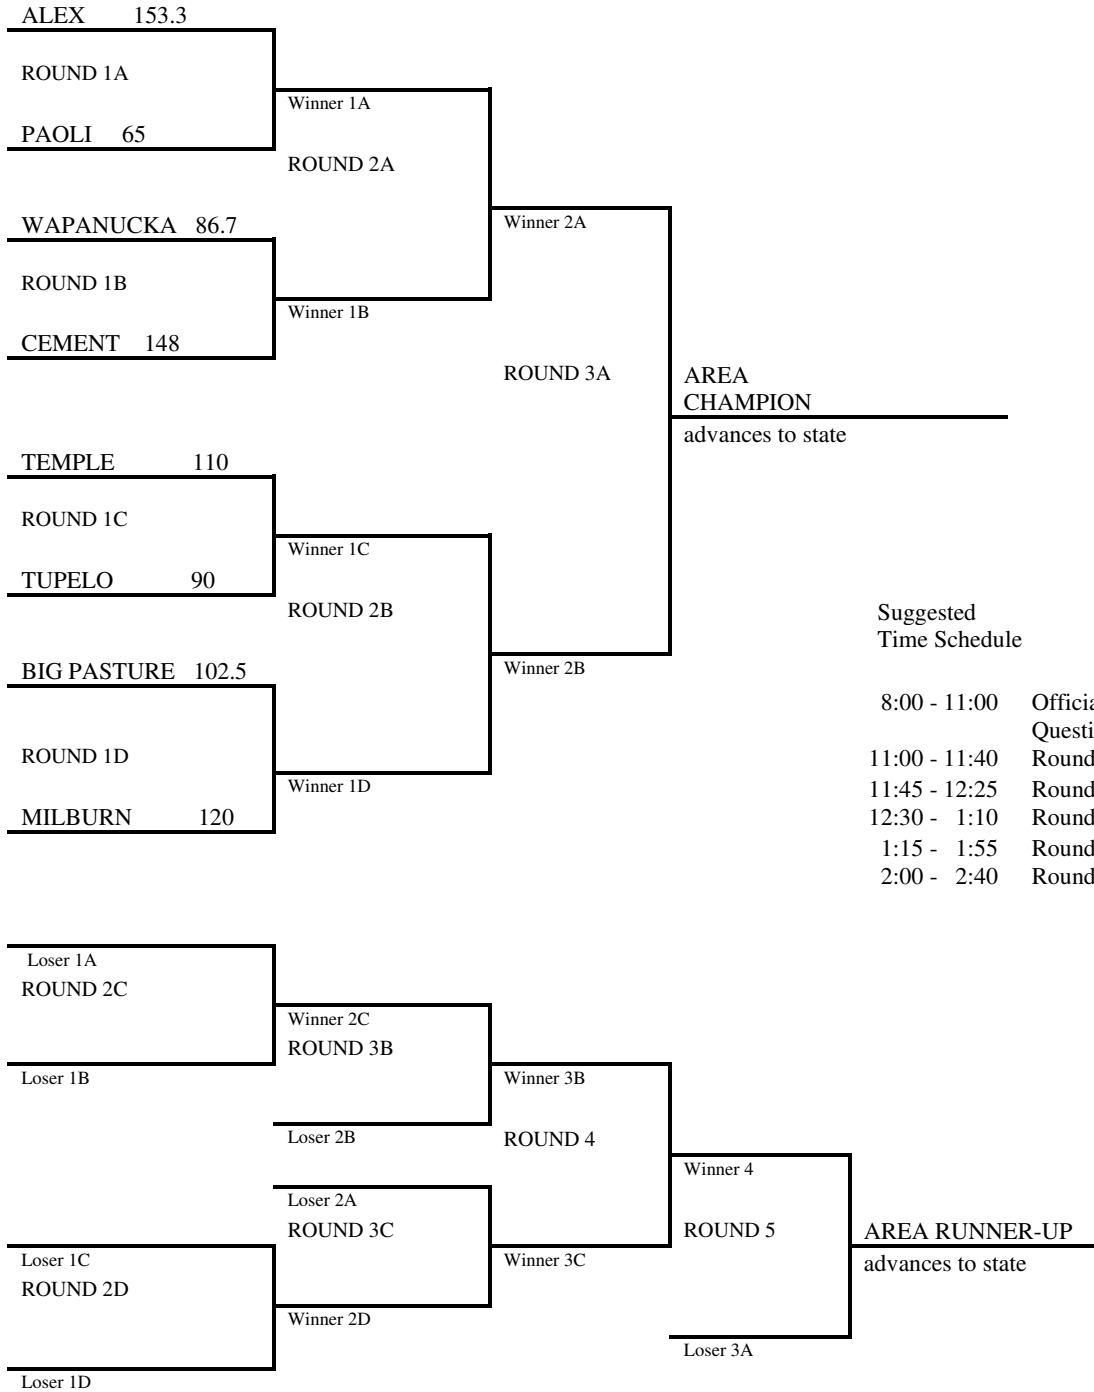 ALEX 153.3
ROUND 1A
Winner 1A
PAOLI 65
ROUND 2A
WAPANUCKA 86.7
Winner 2A
ROUND 1B
Winner 1B
CEMENT 148
ROUND 3A
AREA
CHAMPION
advances to state
TEMPLE 110
ROUND 1C
Winner 1C
TUPELO 90
ROUND 2B
Suggested
Time Schedule
BIG PASTURE 102.5
Winner 2B
8:00 - 11:00
ROUND 1D
11:00 - 11:40 Round
Winner 1D
11:45 - 12:25 Round
MILBURN 120
12:30 - 1:10 Round
1:15 - 1:55 Round
2:00 - 2:40 Round
Loser 1A
ROUND 2C
Winner 2C
ROUND 3B
Loser 1B
Winner 3B
Loser 2B
ROUND 4
Winner 4
Loser 2A
ROUND 3C
ROUND 5
AREA RUNNER-UP
Loser 1C
Winner 3C
advances to state
ROUND 2D
Winner 2D
Loser 3A
Loser 1D